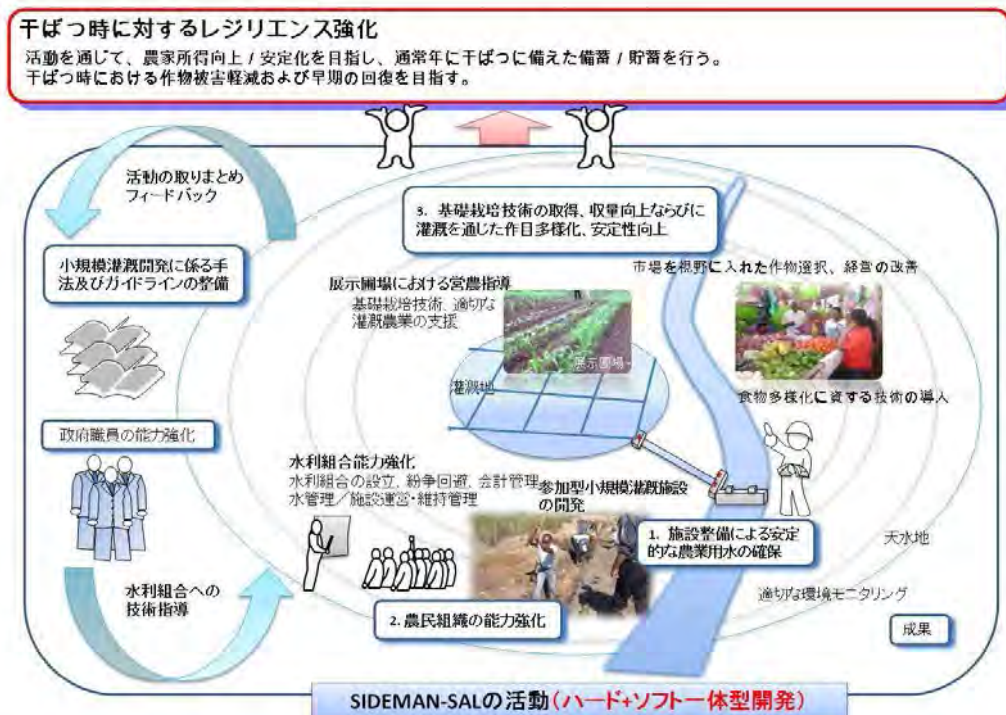 干ばつ時に対するレジリエンス強化
活動を通じて、農家所得向上 / 安定化を目指し、通常年に干ばつに備えた備蓄 / 貯蓄を行う。
干ばつ時における作物被害軽減および早期の回復を目指す。
活動の取りまとめ
フィードバック
小規模灌漑開発に係る手
法及びガイドラインの整備
政府職員の能力強化
水利組合への
技術指導
3. 基礎栽培技術の取得、収量向上ならびに
灌漑を通じた作目多様化、安定性向上
展示圃場における営農指導
基礎栽培技術、適切な
灌漑農業の支援
展示圃場
灌漑地
市場を視野に入れた作物選択、経営の改善
食物多様化に資する技術の導入
水利組合能力強化
水利組合の設立、紛争回避、会計管理
水管理／施設運営・維持管理
参加型小規模灌漑施設
の開発
1. 施設整備による安定
的な農業用水の確保
2. 農民組織の能力強化
天水地
適切な環境モニタリング
成果
SIDEMAN-SALの活動(ハード+ソフト一体型開発)